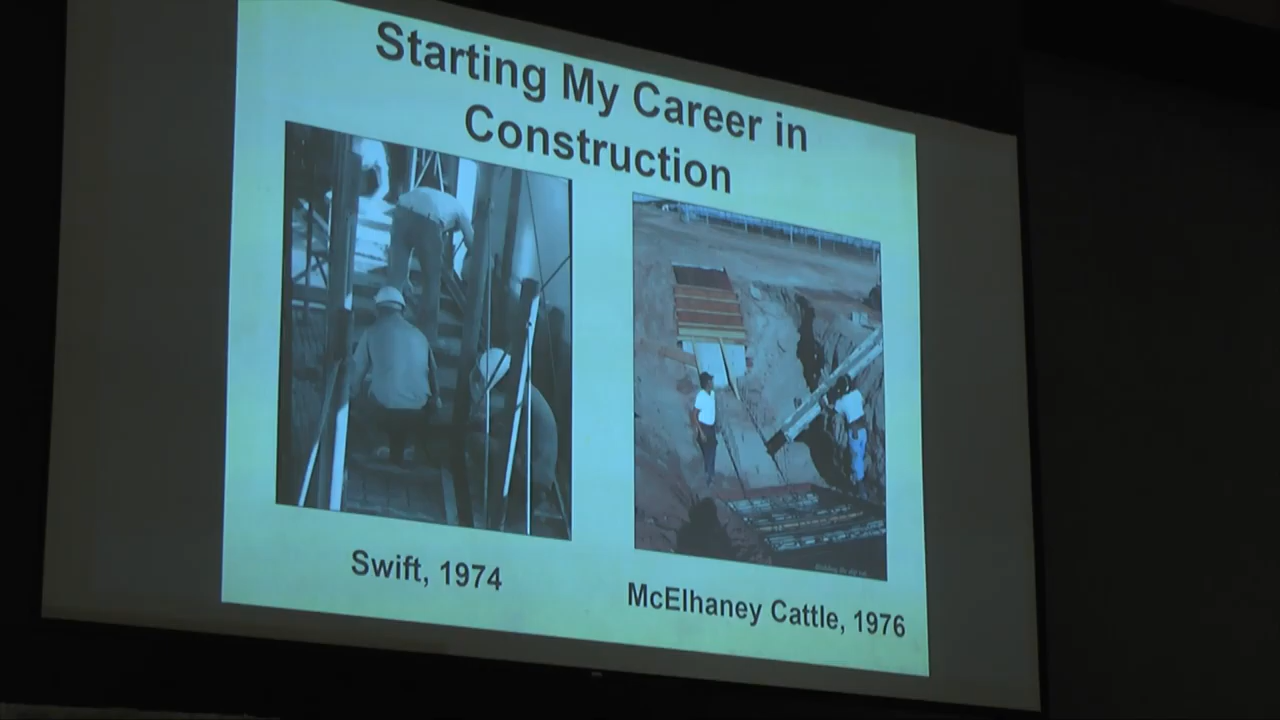 Starting My Career in
Construction
Swift, 1974
McElhaney Cattle, 1976